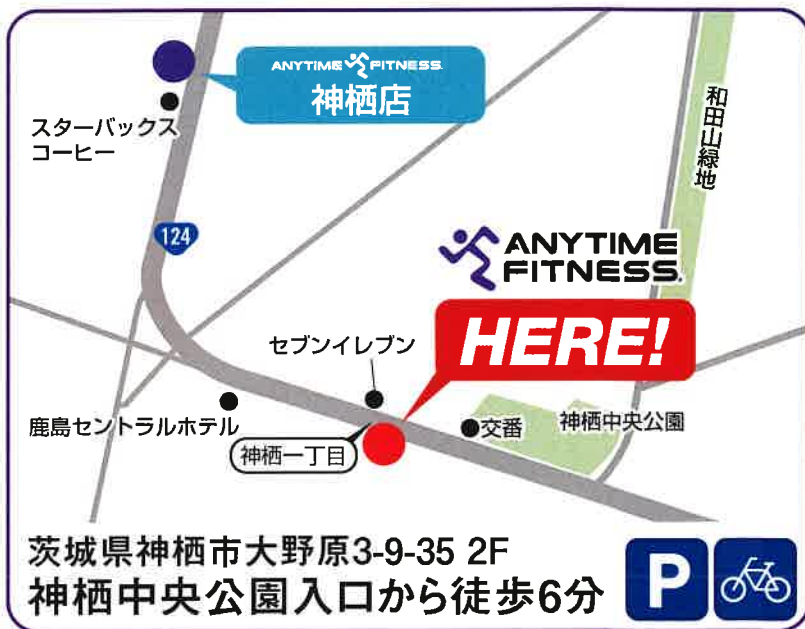 ANYTIME FITNESS.
神栖店
スターバックス
コーヒー
和田山緑地
124
ANYTIME
FITNESS.
HERE!
セブンイレブン
鹿島セントラルホテル
神栖一丁目
交番
神栖中央公園
茨城県神栖市大野原3-9-35 2F
神栖中央公園入口から徒歩6分
P